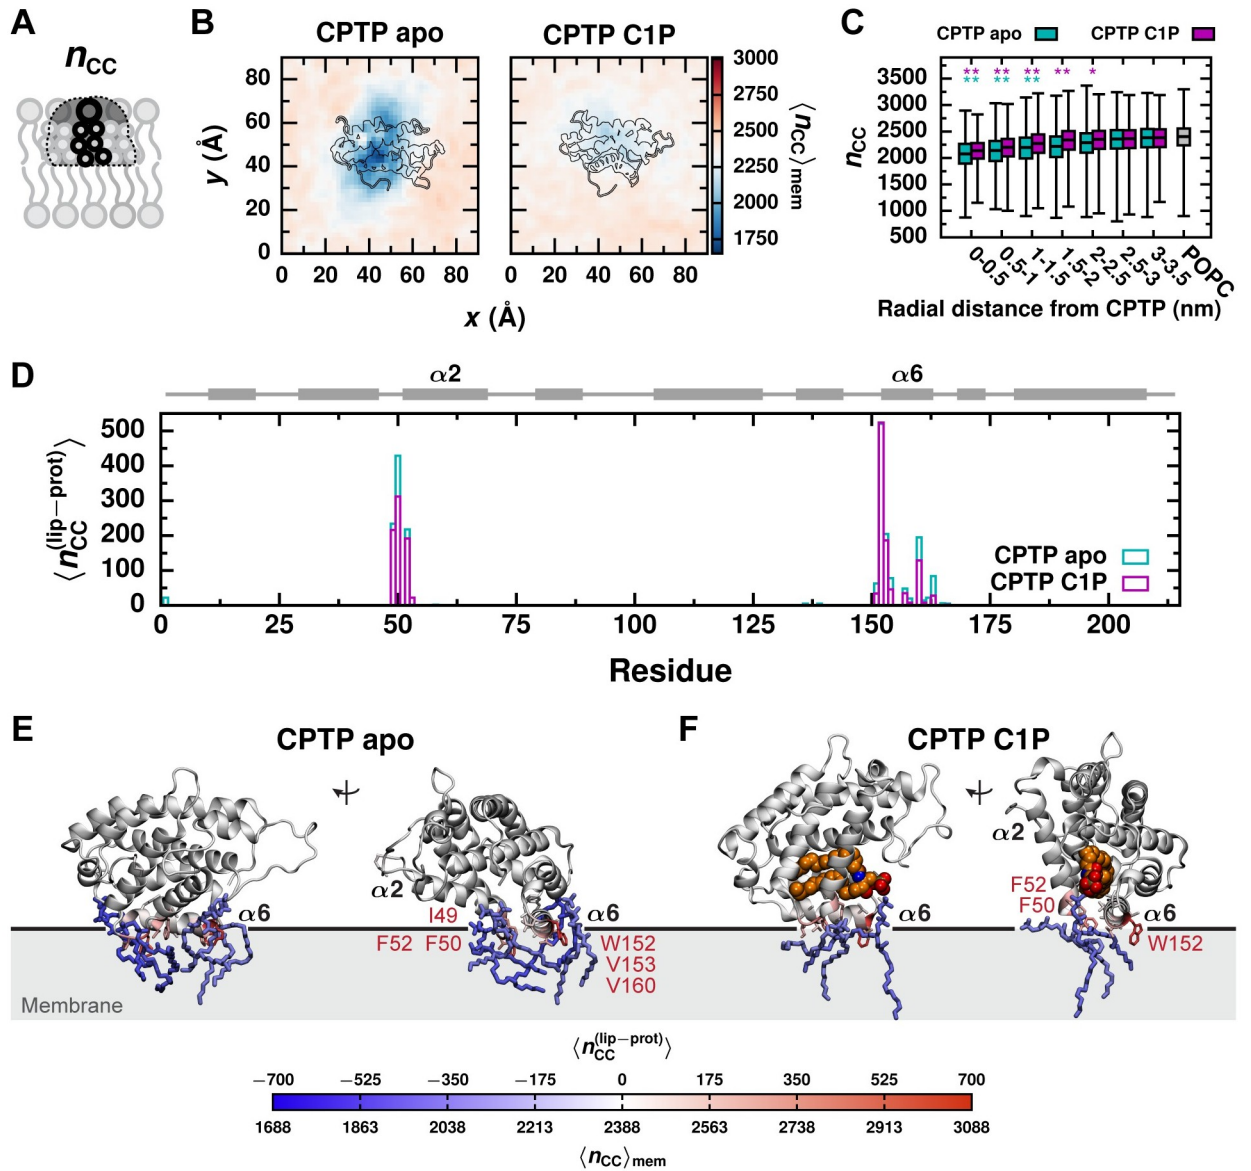 A
n_CC
B
CPTP apo
CPTP C1P
80
60
40
20
0
y (Å)
0 20 40 60 80
0 20 40 60 80
x (Å)
3000
2750
2500
2250
2000
1750
⟨n_CC⟩_mem
C
CPTP apo
CPTP C1P
** ** ** ** *
** ** **
3500
3000
2500
2000
1500
1000
500
n_CC
0-0.5
0.5-1
1-1.5
1.5-2
2-2.5
2.5-3
3-3.5
POPC
Radial distance from CPTP (nm)
D
α2
α6
500
400
300
200
100
0
⟨n_CC^(lip−prot)⟩
CPTP apo
CPTP C1P
0 25 50 75 100 125 150 175 200
Residue
E
CPTP apo
α2
I49
F52 F50
α6
W152
V153
V160
α6
Membrane
F
CPTP C1P
α6
α2
F52
F50
α6
W152
⟨n_CC^(lip−prot)⟩
−700 −525 −350 −175 0 175 350 525 700
1688 1863 2038 2213 2388 2563 2738 2913 3088
⟨n_CC⟩_mem